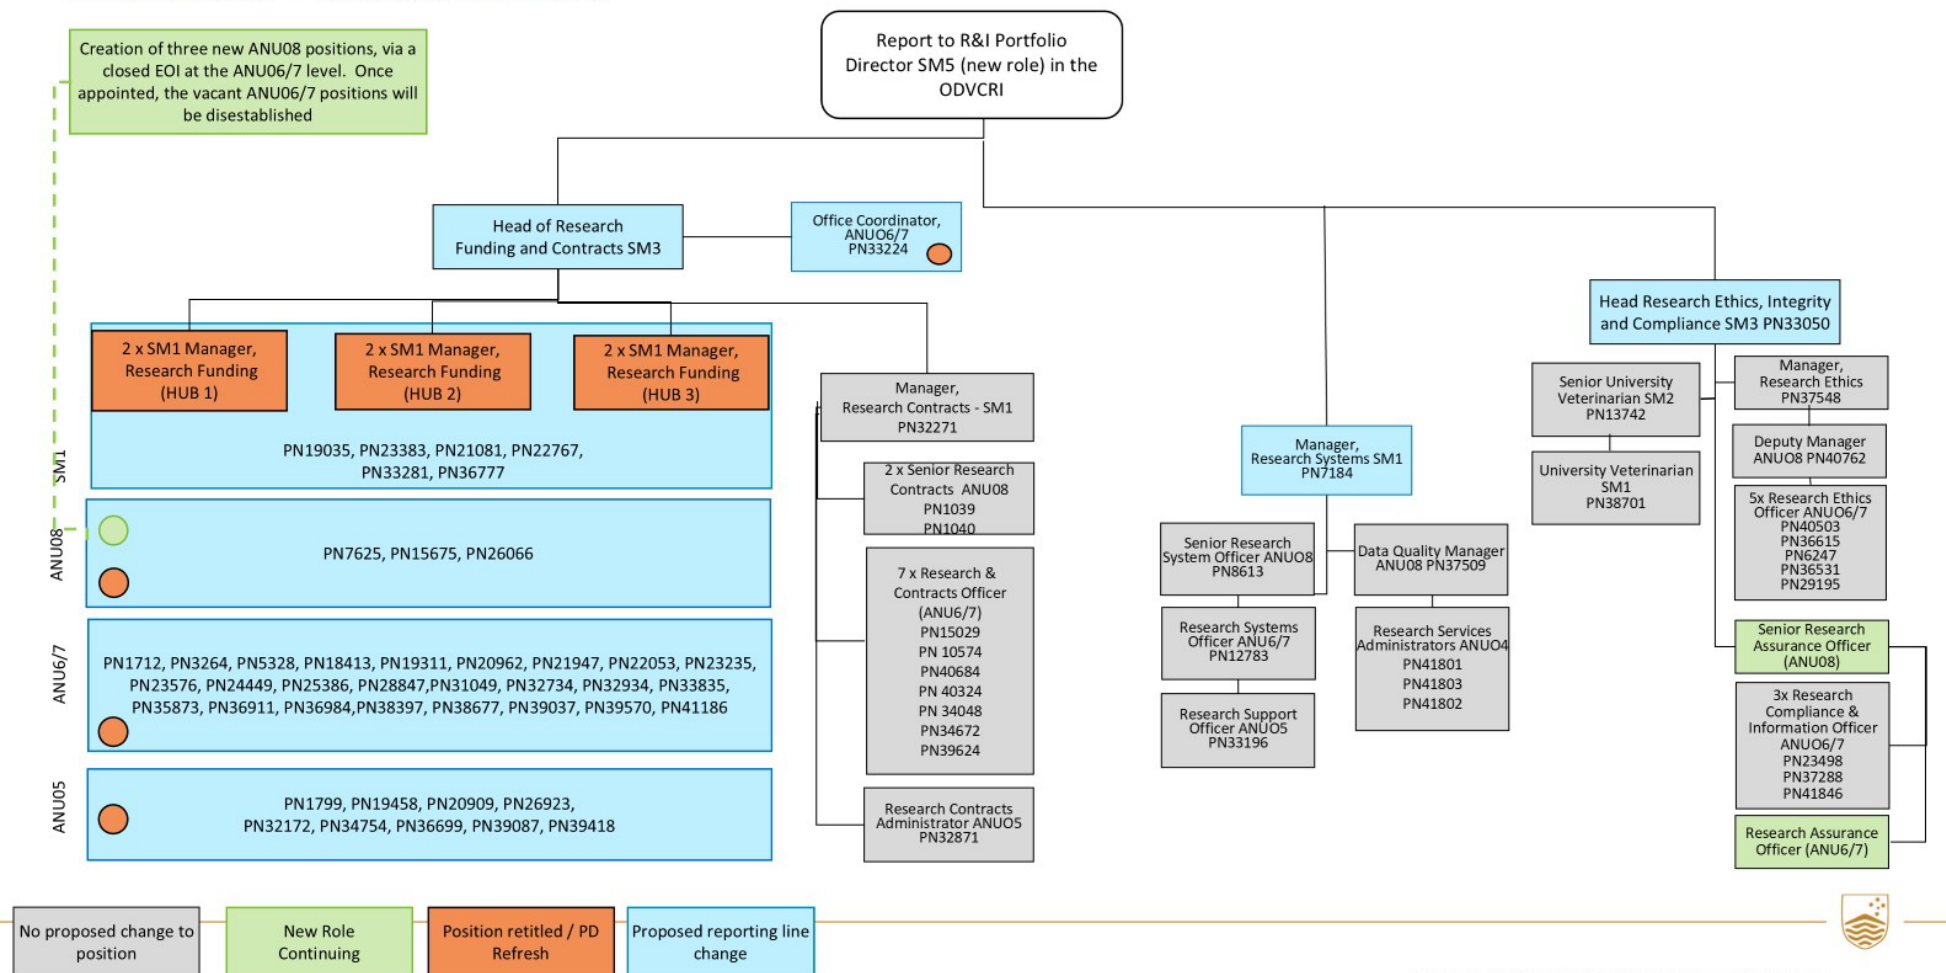 Creation of three new ANU08 positions, via a
closed EOI at the ANU06/7 level.  Once
appointed, the vacant ANU06/7 positions will
be disestablished
Report to R&I Portfolio
Director SM5 (new role) in the
ODVCRI
Head of Research
Funding and Contracts SM3
Office Coordinator,
ANUO6/7
PN33224
2 x SM1 Manager,
Research Funding
(HUB 1)
2 x SM1 Manager,
Research Funding
(HUB 2)
2 x SM1 Manager,
Research Funding
(HUB 3)
SM1
PN19035, PN23383, PN21081, PN22767,
PN33281, PN36777
ANU08
PN7625, PN15675, PN26066
ANU6/7
PN1712, PN3264, PN5328, PN18413, PN19311, PN20962, PN21947, PN22053, PN23235,
PN23576, PN24449, PN25386, PN28847,PN31049, PN32734, PN32934, PN33835,
PN35873, PN36911, PN36984,PN38397, PN38677, PN39037, PN39570, PN41186
ANU05
PN1799, PN19458, PN20909, PN26923,
PN32172, PN34754, PN36699, PN39087, PN39418
Manager,
Research Contracts - SM1
PN32271
2 x Senior Research
Contracts  ANU08
PN1039
PN1040
7 x Research &
Contracts Officer
(ANU6/7)
PN15029
PN 10574
PN40684
PN 40324
PN 34048
PN34672
PN39624
Research Contracts
Administrator ANUO5
PN32871
Manager,
Research Systems SM1
PN7184
Senior Research
System Officer ANUO8
PN8613
Research Systems
Officer ANU6/7
PN12783
Research Support
Officer ANUO5
PN33196
Data Quality Manager
ANU08 PN37509
Research Services
Administrators ANUO4
PN41801
PN41803
PN41802
Head Research Ethics, Integrity
and Compliance SM3 PN33050
Senior University
Veterinarian SM2
PN13742
University Veterinarian
SM1
PN38701
Manager,
Research Ethics
PN37548
Deputy Manager
ANUO8 PN40762
5x Research Ethics
Officer ANUO6/7
PN40503
PN36615
PN6247
PN36531
PN29195
Senior Research
Assurance Officer
(ANU08)
3x Research
Compliance &
Information Officer
ANUO6/7
PN23498
PN37288
PN41846
Research Assurance
Officer (ANU6/7)
No proposed change to
position
New Role
Continuing
Position retitled / PD
Refresh
Proposed reporting line
change